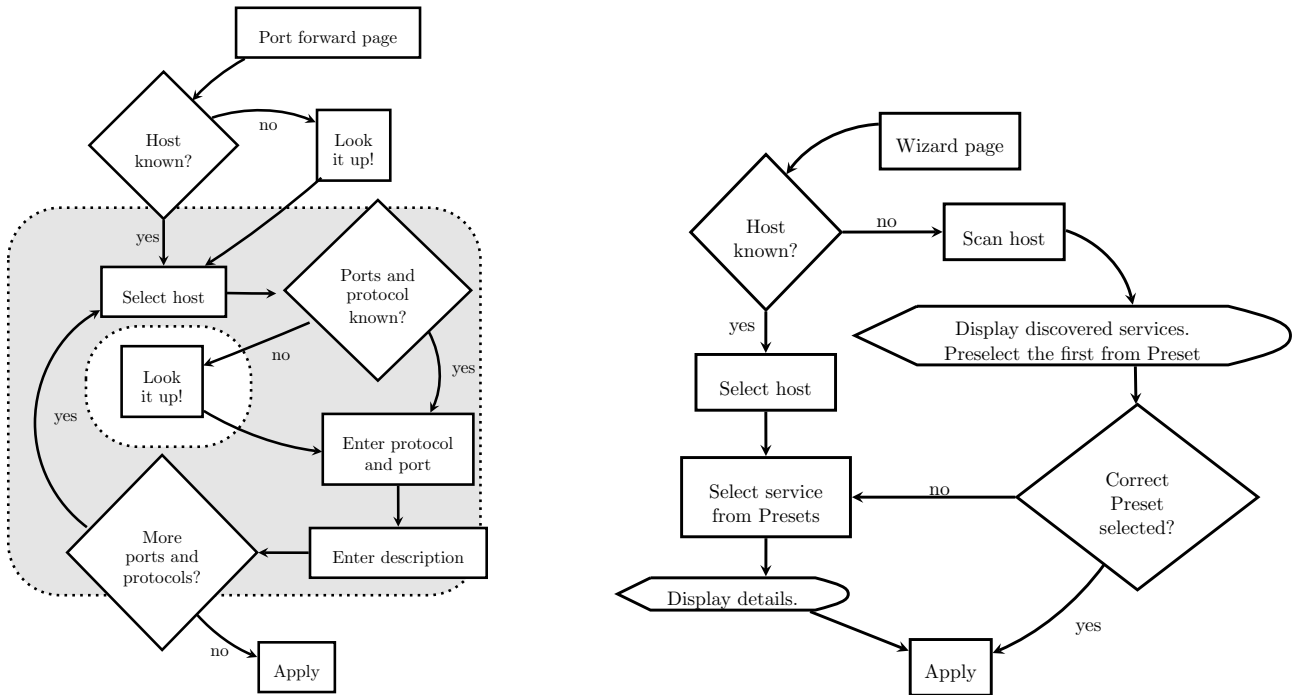 Port forward page
Host
known?
no
Look
it up!
yes
Select host
Ports and
protocol
known?
no
yes
Look
it up!
yes
Enter protocol
and port
More
ports and
protocols?
Enter description
no
Apply
Wizard page
Host
known?
no
Scan host
yes
Display discovered services.
Preselect the first from Preset
Select host
Select service
from Presets
no
Correct
Preset
selected?
Display details.
yes
Apply